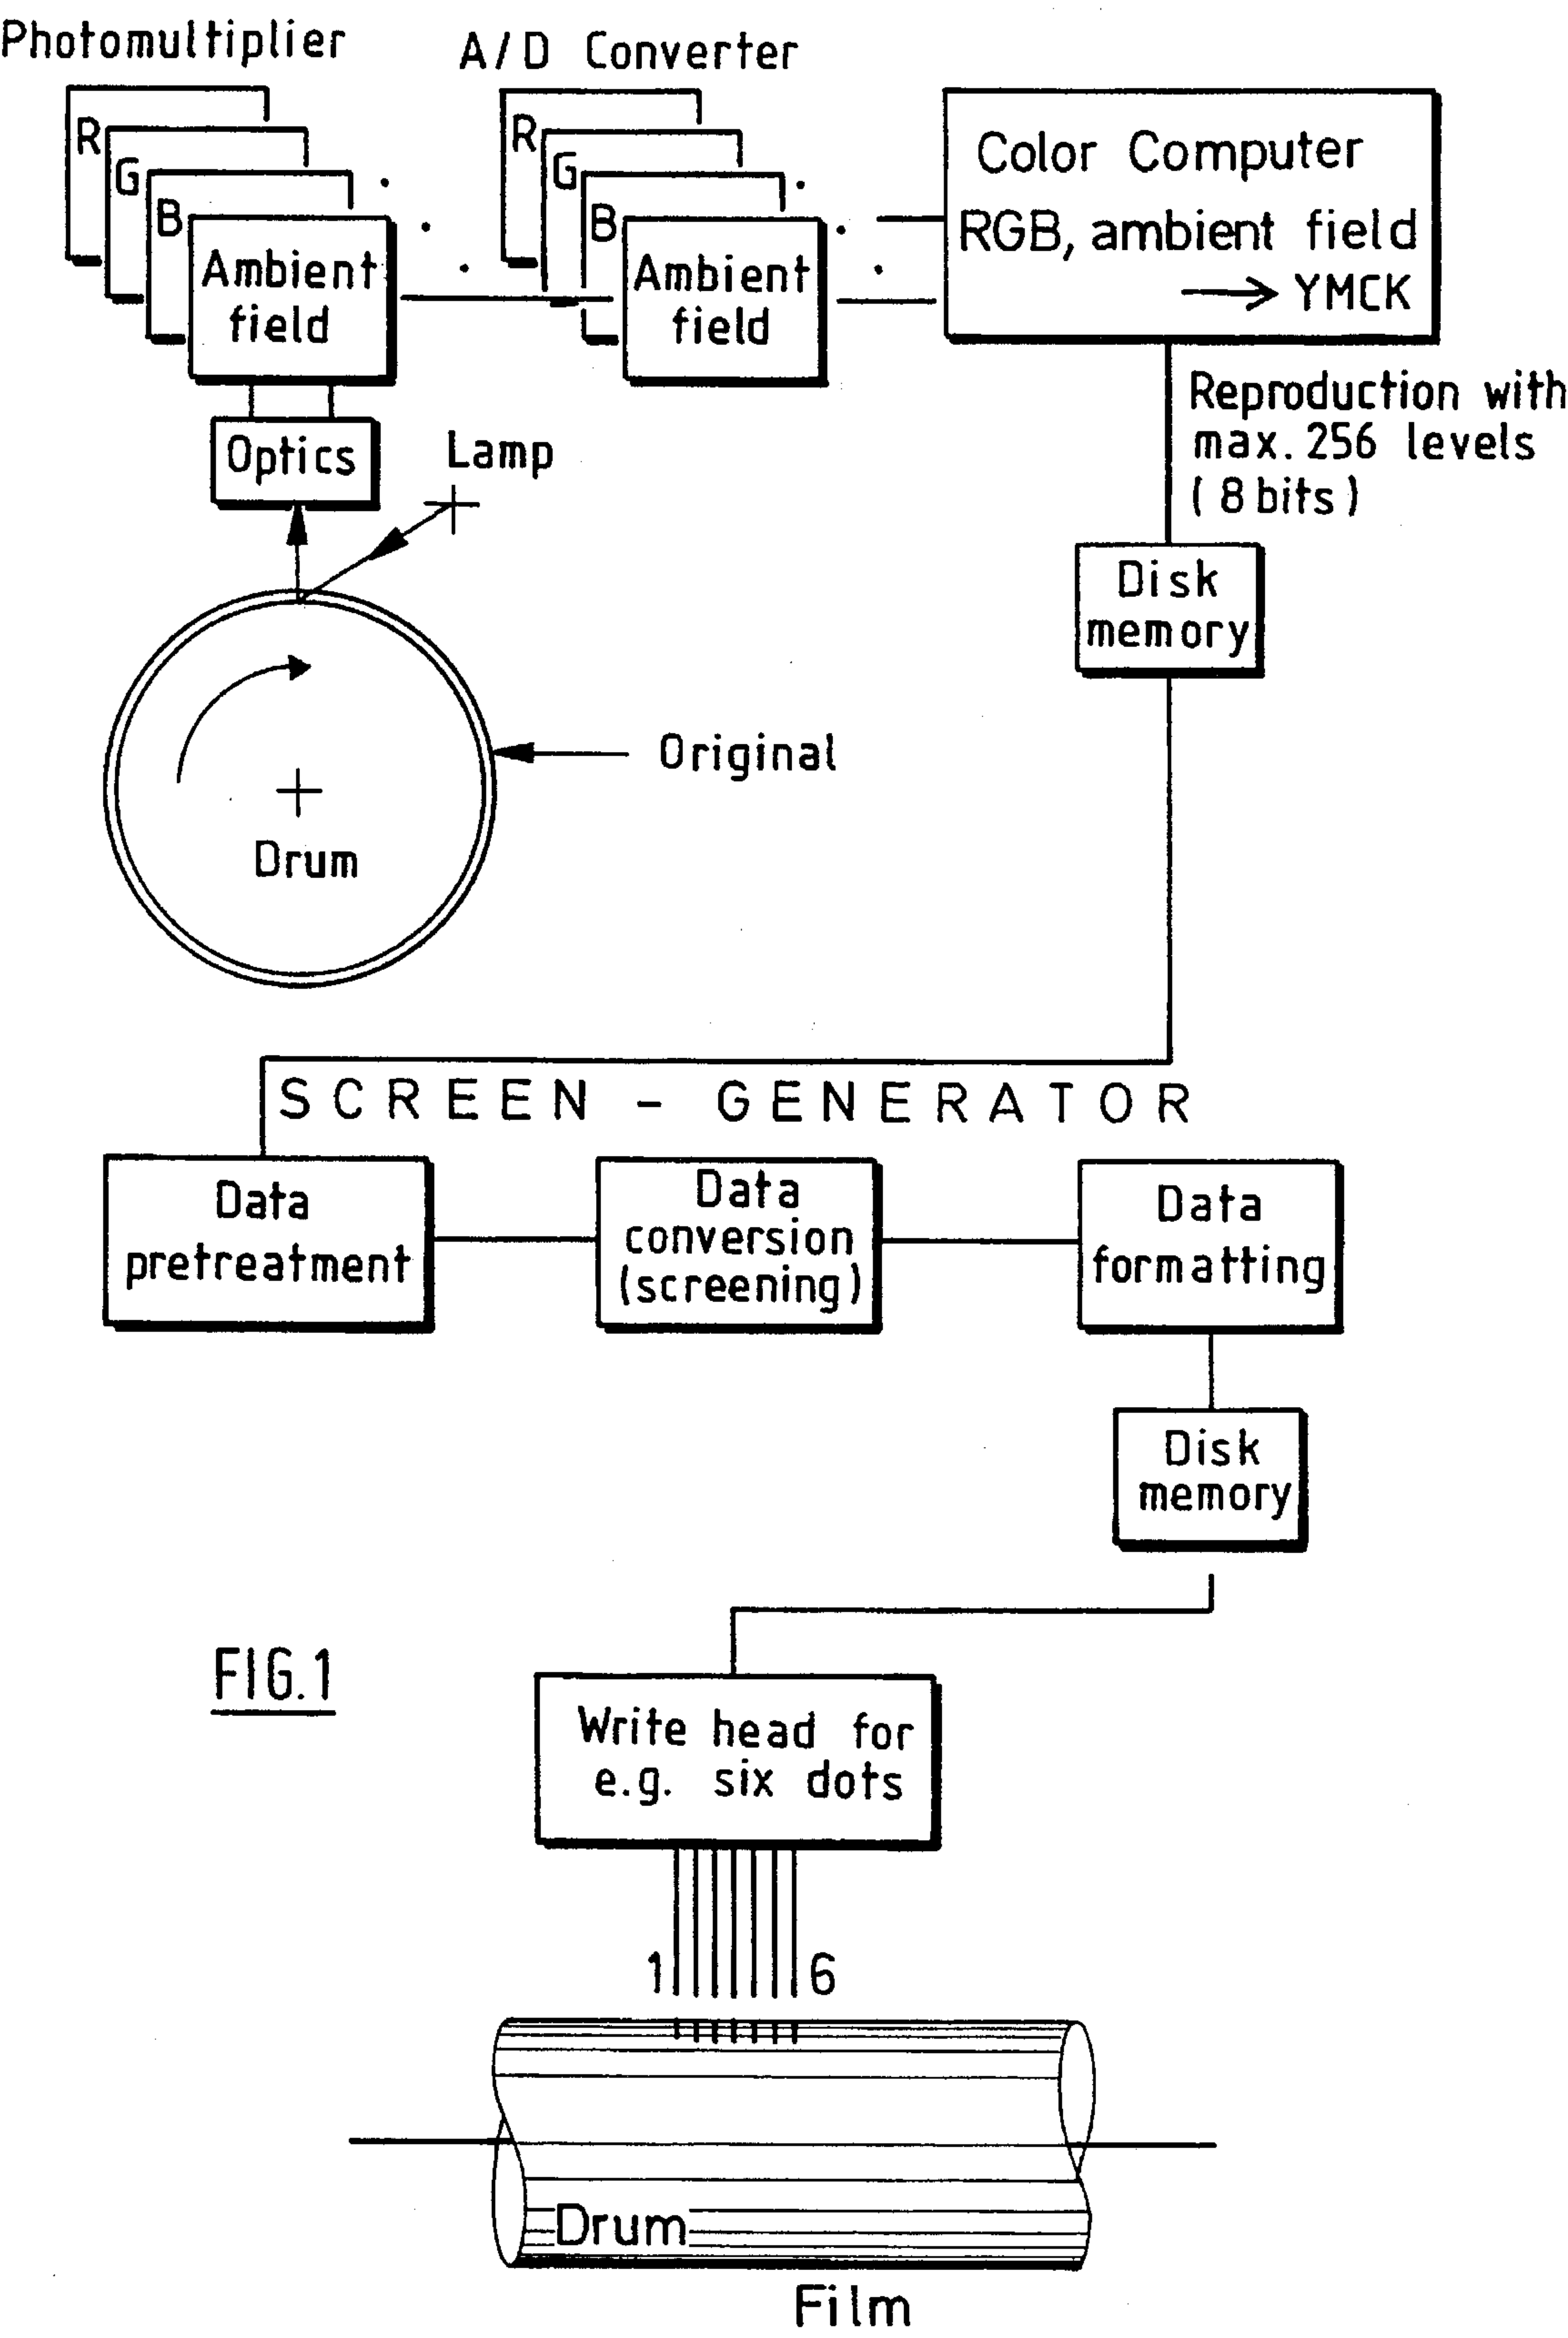 Photomultiplier
A/D Converter
R
G
B
Ambient
field
R
G
B
Ambient
field
Color Computer
RGB, ambient field
→ YMCK
Optics
Lamp
Reproduction with
max. 256 levels
(8 bits)
Disk
memory
Original
Drum
SCREEN - GENERATOR
Data
pretreatment
Data
conversion
(screening)
Data
formatting
Disk
memory
FIG.1
Write head for
e.g. six dots
1
6
Drum
Film